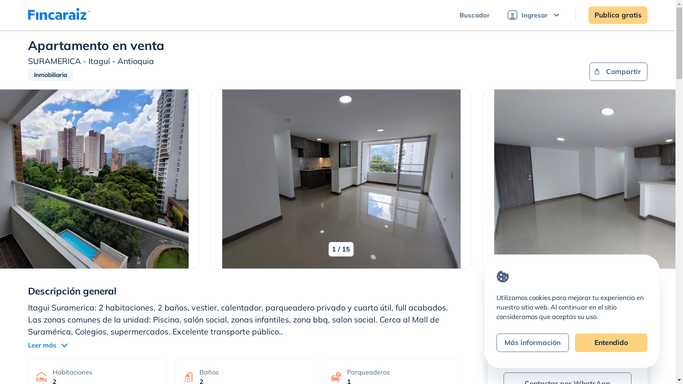 Fincaraiz
Buscador
Ingresar
Publica gratis
Apartamento en venta
SURAMERICA - Itaguí - Antioquia
Inmobiliaria
Compartir
1 / 15
Descripción general
Itagui Suramerica: 2 habitaciones, 2 baños, vestier, calentador, parqueadero privado y cuarto útil, full acabados.
Las zonas comunes de la unidad: Piscina, salón social, zonas infantiles, zona bbq, salon social. Cerca al Mall de
Suramérica, Colegios, supermercados. Excelente transporte público..
Leer más
Habitaciones
2
Baños
2
Parqueaderos
1
Utilizamos cookies para mejorar tu experiencia en
nuestro sitio web. Al continuar en el sitio
consideramos que aceptas su uso.
Más información
Entendido
Contactar por WhatsApp